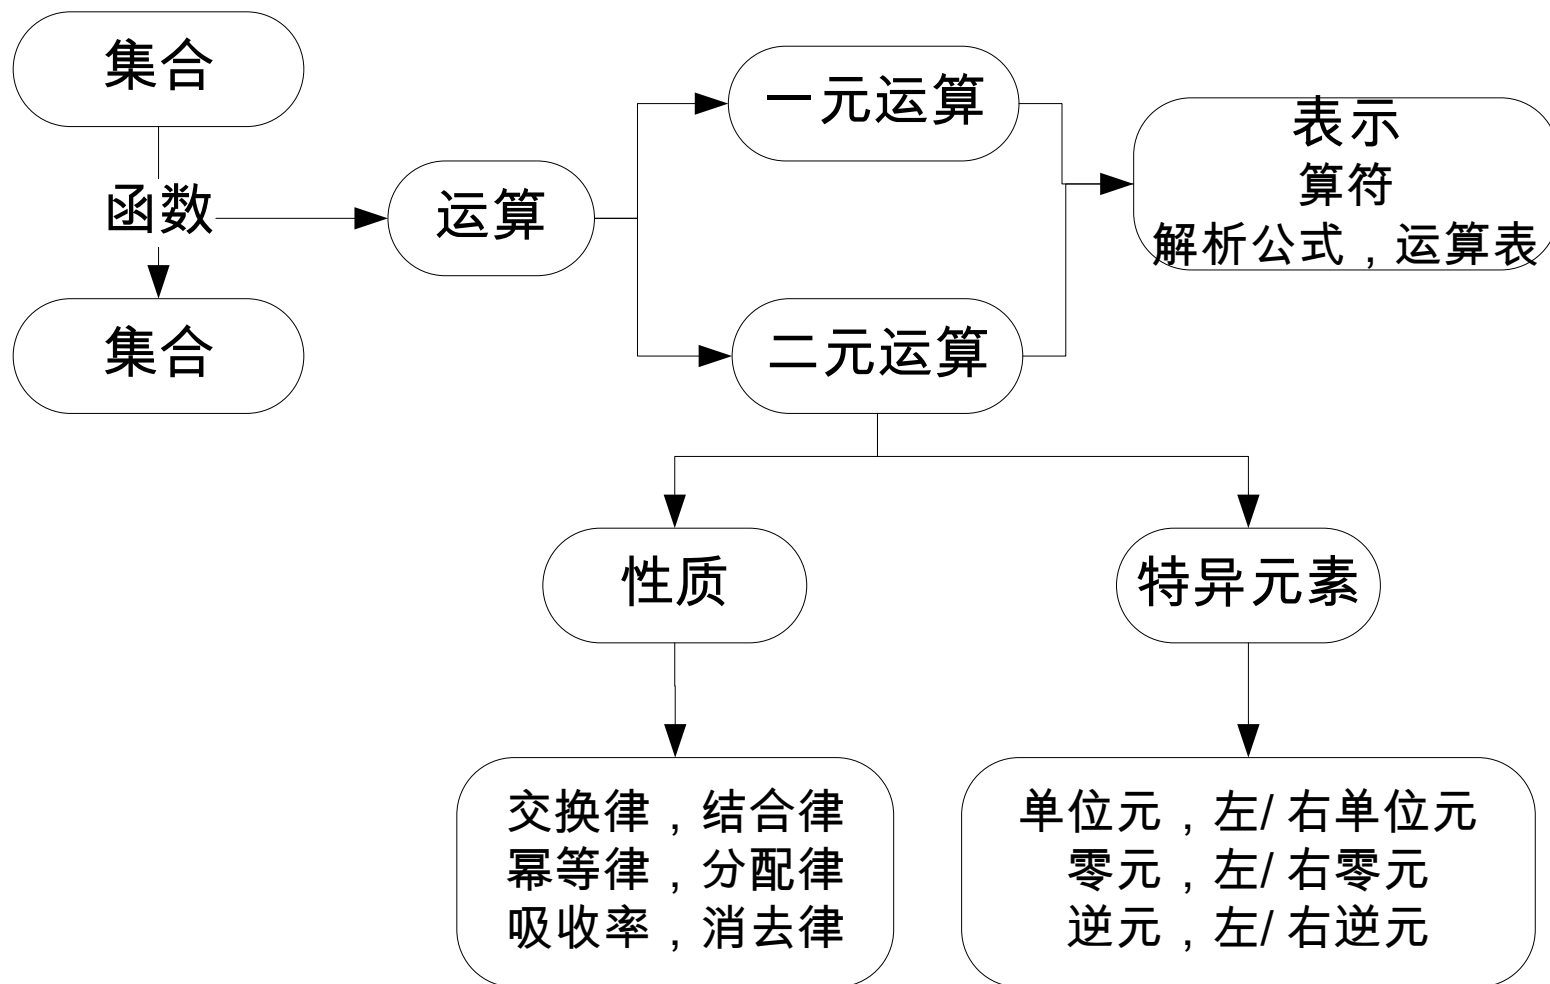 集合
函数
集合
运算
一元运算
二元运算
表示
算符
解析公式，运算表
性质
特异元素
交换律，结合律
幂等律，分配律
吸收率，消去律
单位元，左/ 右单位元
零元，左/ 右零元
逆元，左/ 右逆元